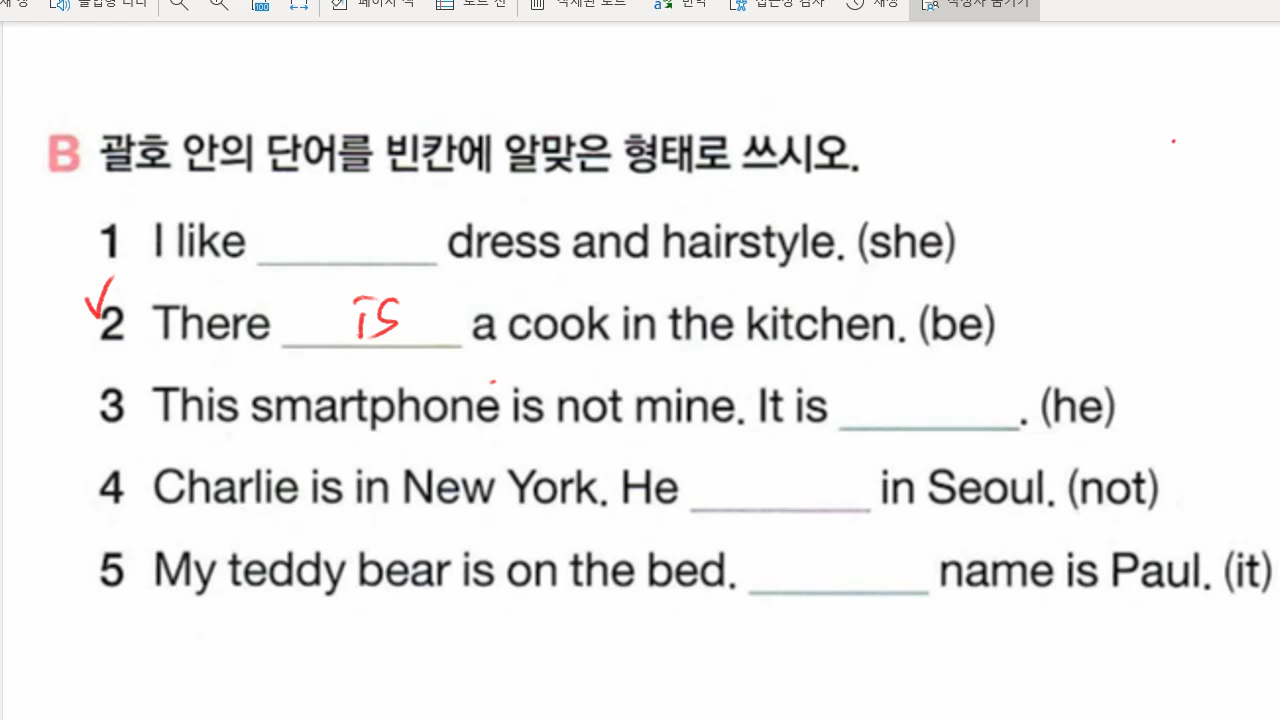 B 괄호 안의 단어를 빈칸에 알맞은 형태로 쓰시오.
1 I like ________ dress and hairstyle. (she)
2 There is a cook in the kitchen. (be)
3 This smartphone is not mine. It is ________. (he)
4 Charlie is in New York. He ________ in Seoul. (not)
5 My teddy bear is on the bed. ________ name is Paul. (it)